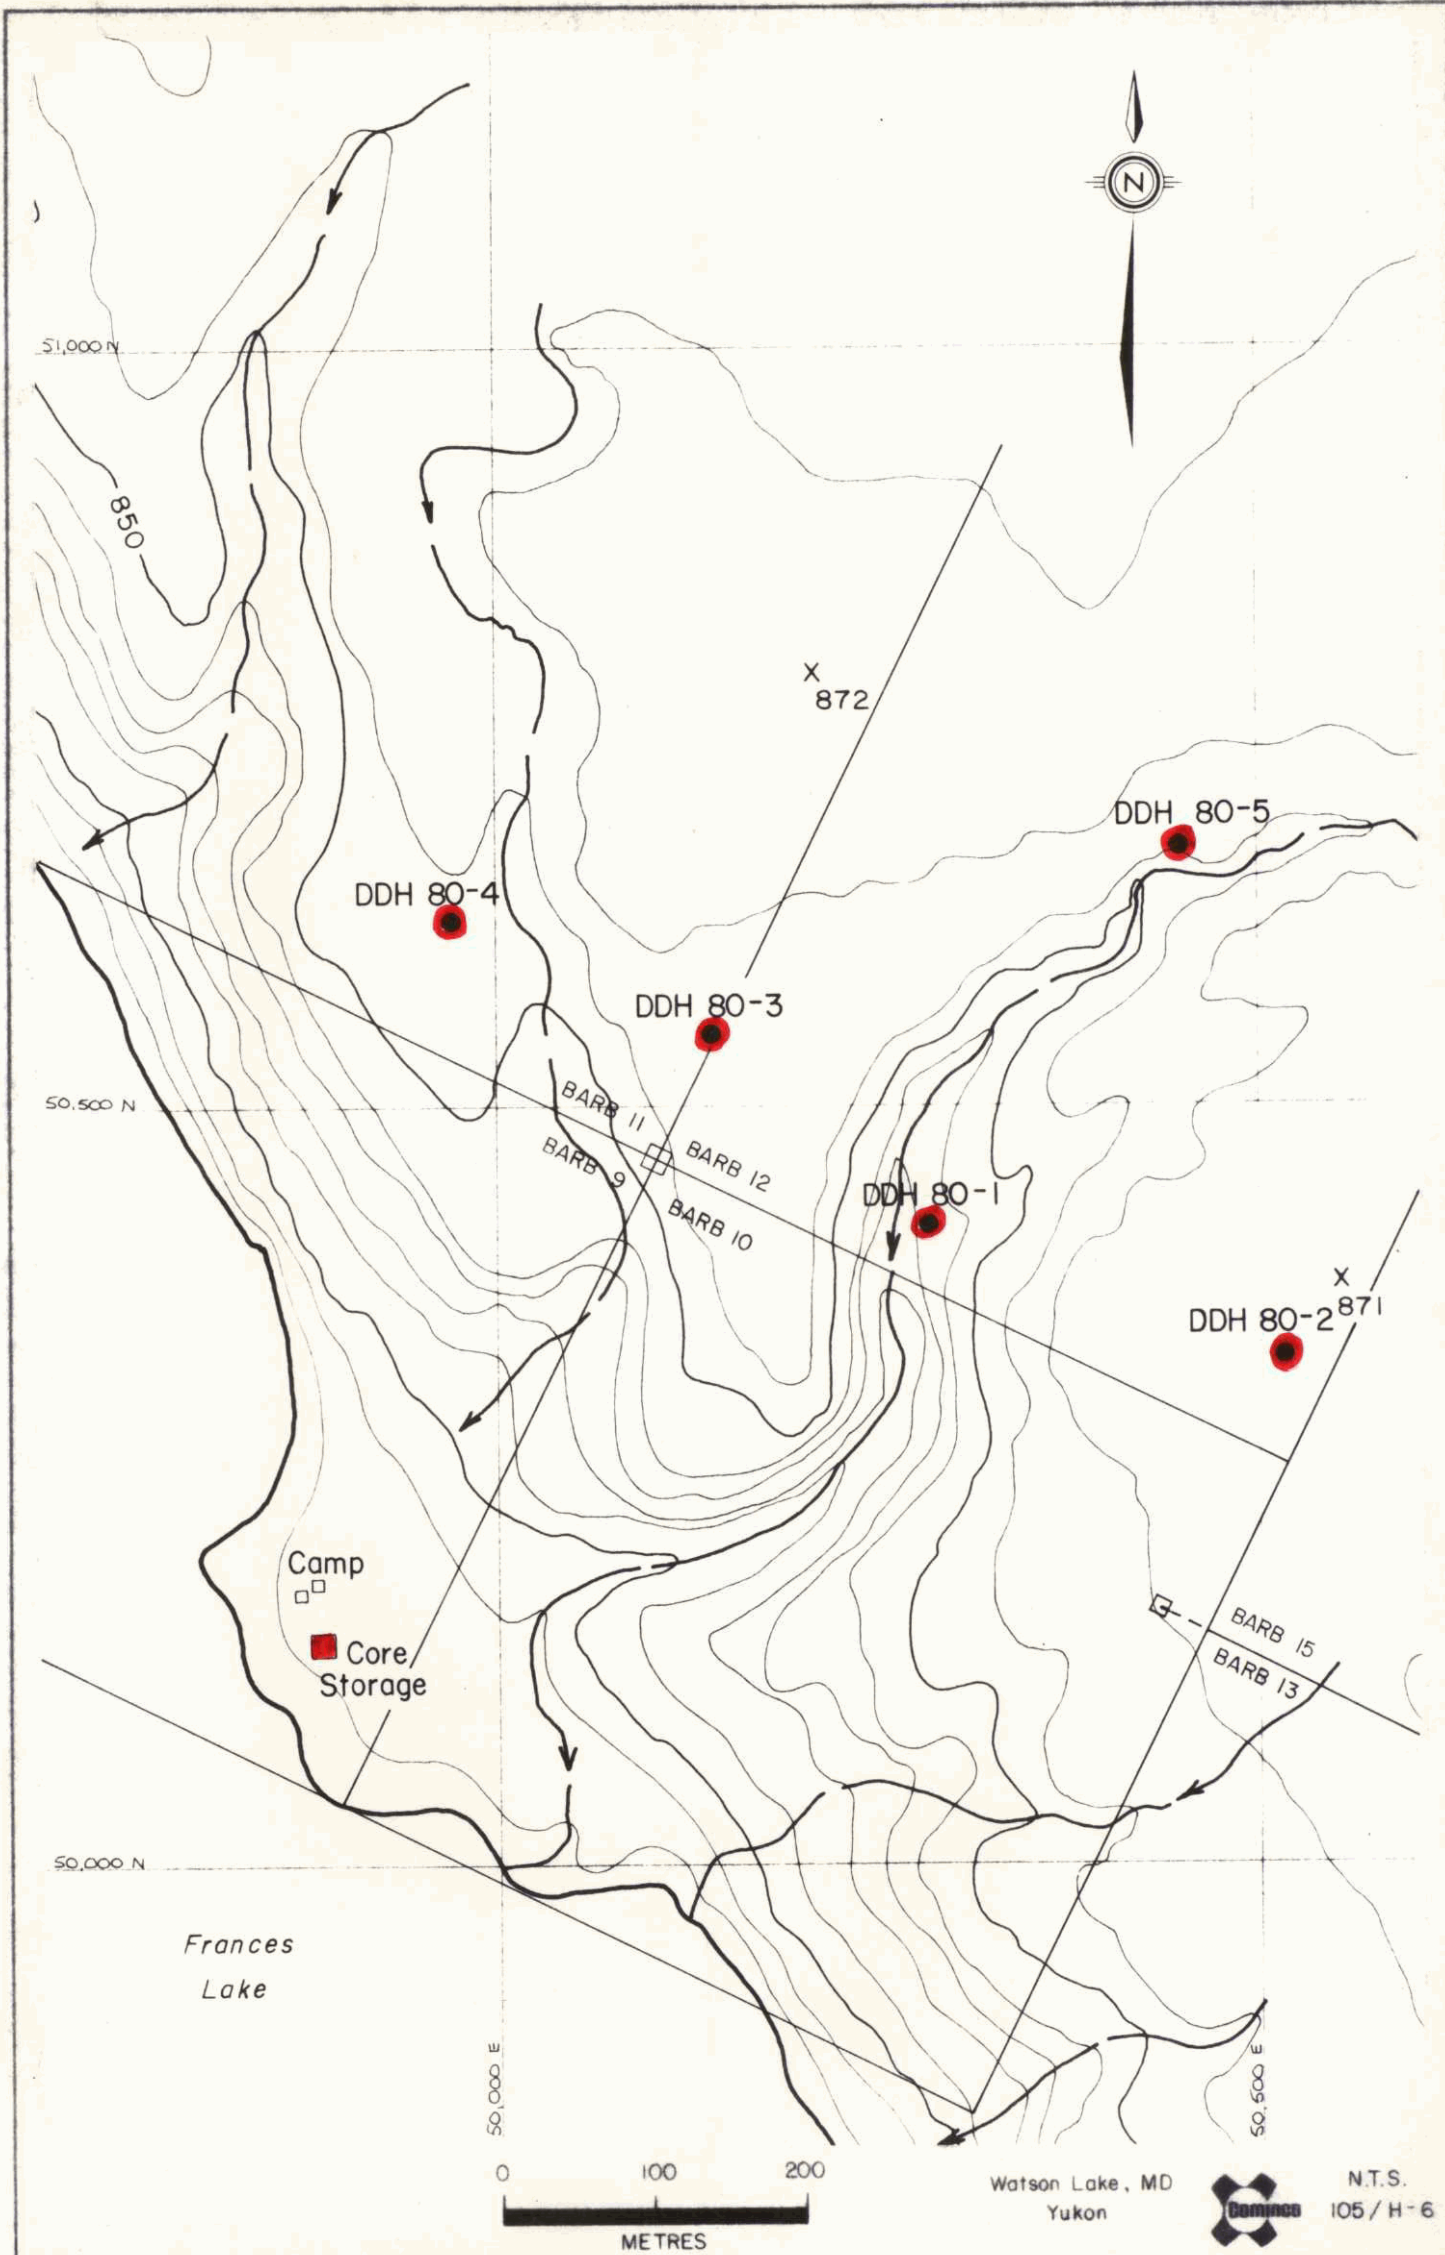 N
51,000 N
850
X
872
DDH 80-5
DDH 80-4
DDH 80-3
50,500 N
BARB 11
BARB 9
BARB 12
BARB 10
DDH 80-1
X
871
DDH 80-2
Camp
Core
Storage
BARB 15
BARB 13
50,000 N
Frances
Lake
50,000 E
50,500 E
0 100 200
METRES
Watson Lake, MD
Yukon
Cominco
N.T.S.
105/H-6